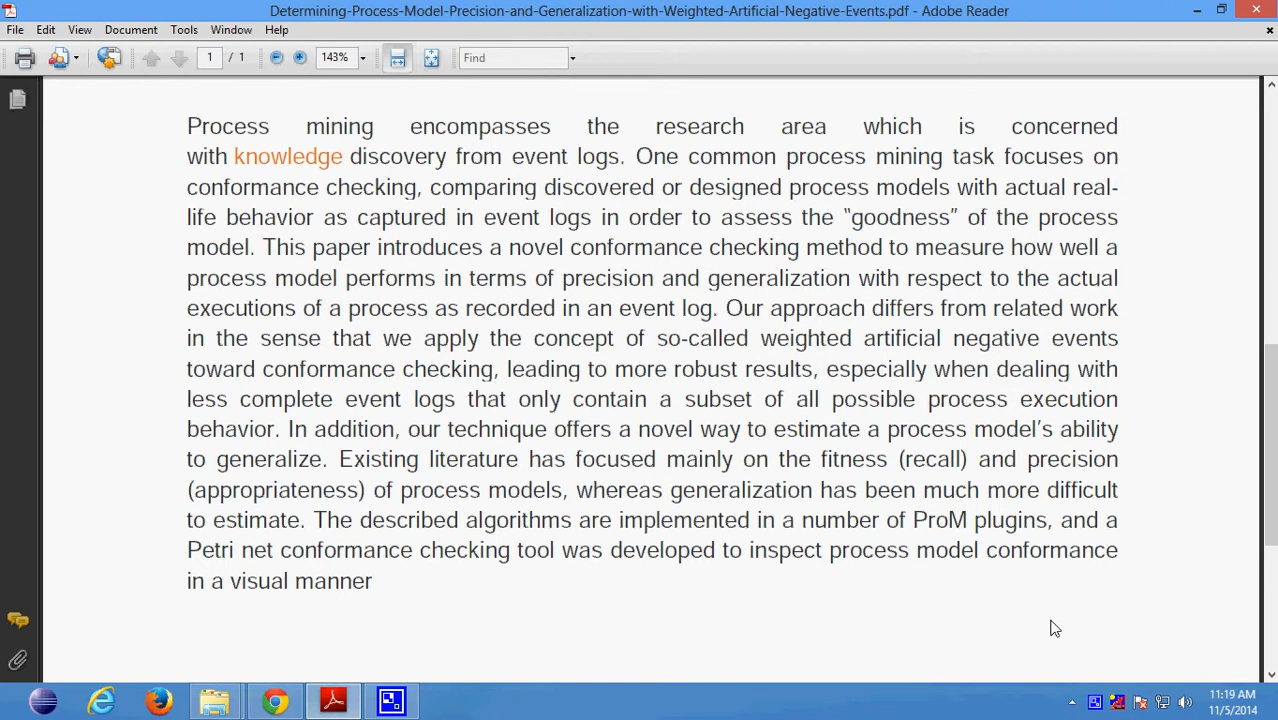 Determining-Process-Model-Precision-and-Generalization-with-Weighted-Artificial-Negative-Events.pdf - Adobe Reader
File Edit View Document Tools Window Help
1 / 1 143% Find
Process mining encompasses the research area which is concerned
with knowledge discovery from event logs. One common process mining task focuses on
conformance checking, comparing discovered or designed process models with actual real-
life behavior as captured in event logs in order to assess the “goodness” of the process
model. This paper introduces a novel conformance checking method to measure how well a
process model performs in terms of precision and generalization with respect to the actual
executions of a process as recorded in an event log. Our approach differs from related work
in the sense that we apply the concept of so-called weighted artificial negative events
toward conformance checking, leading to more robust results, especially when dealing with
less complete event logs that only contain a subset of all possible process execution
behavior. In addition, our technique offers a novel way to estimate a process model’s ability
to generalize. Existing literature has focused mainly on the fitness (recall) and precision
(appropriateness) of process models, whereas generalization has been much more difficult
to estimate. The described algorithms are implemented in a number of ProM plugins, and a
Petri net conformance checking tool was developed to inspect process model conformance
in a visual manner
11:19 AM
11/5/2014